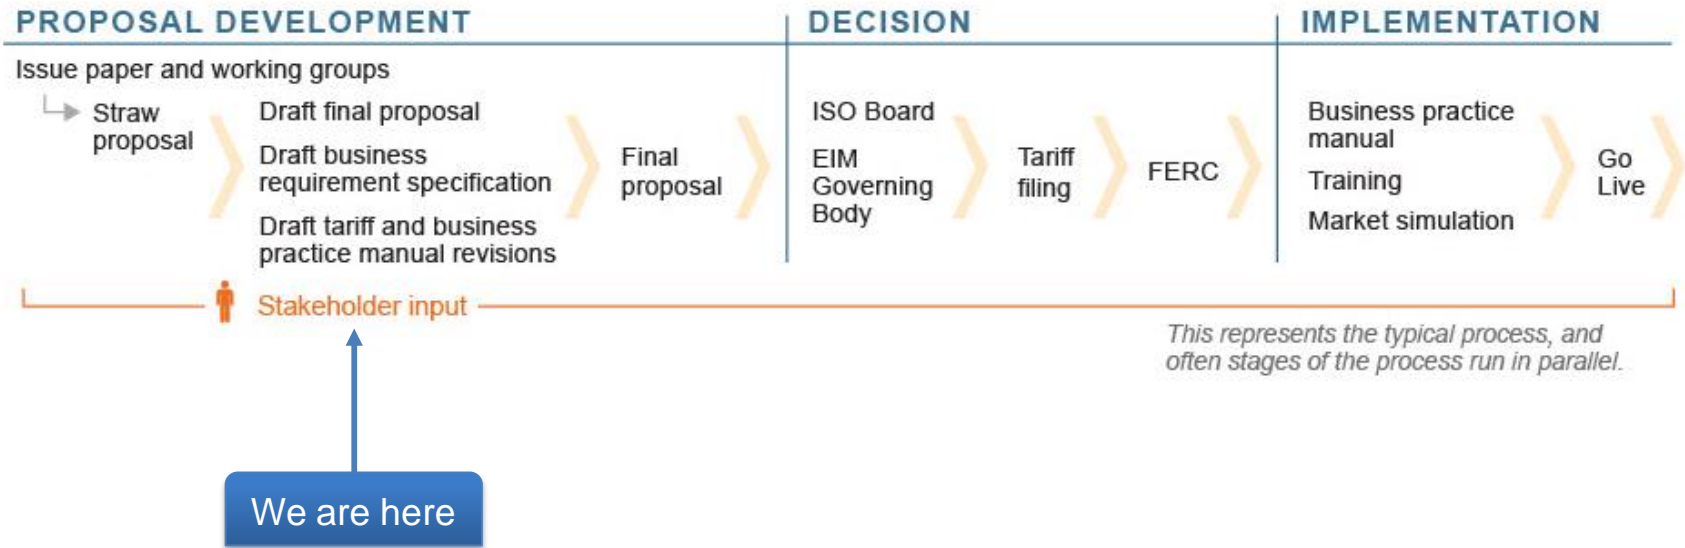 PROPOSAL DEVELOPMENT
Issue paper and working groups
Straw
proposal
Draft final proposal
Draft business
requirement specification
Draft tariff and business
practice manual revisions
Final
proposal
DECISION
ISO Board
EIM
Governing
Body
Tariff
filing
FERC
IMPLEMENTATION
Business practice
manual
Training
Market simulation
Go
Live
Stakeholder input
This represents the typical process, and
often stages of the process run in parallel.
We are here